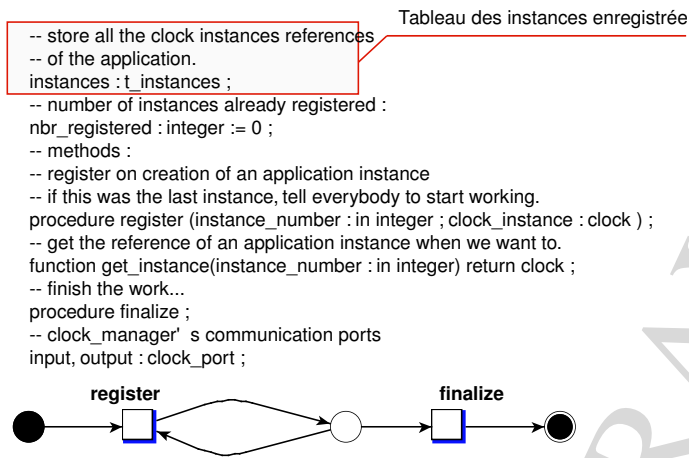 Tableau des instances enregistrée
-- store all the clock instances references
-- of the application.
instances : t_instances ;
-- number of instances already registered :
nbr_registered : integer := 0 ;
-- methods :
-- register on creation of an application instance
-- if this was the last instance, tell everybody to start working.
procedure register (instance_number : in integer ; clock_instance : clock ) ;
-- get the reference of an application instance when we want to.
function get_instance(instance_number : in integer) return clock ;
-- finish the work...
procedure finalize ;
-- clock_manager' s communication ports
input, output : clock_port ;
register
finalize